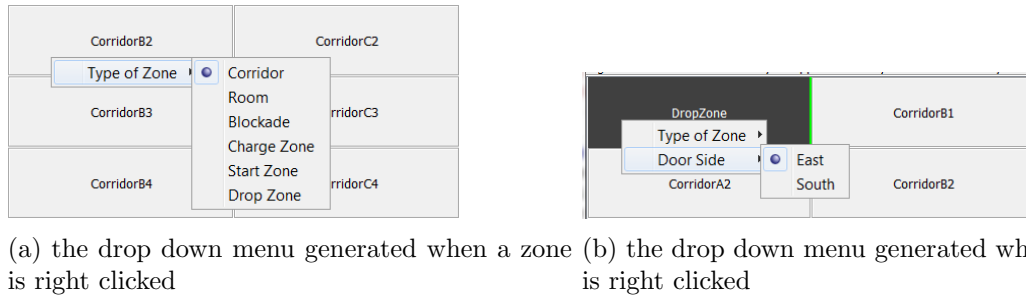 CorridorB2
CorridorC2
Type of Zone
Corridor
Room
Blockade
Charge Zone
Start Zone
Drop Zone
CorridorB3
rridorC3
CorridorB4
rridorC4
(a) the drop down menu generated when a zone
is right clicked
DropZone
CorridorB1
Type of Zone
Door Side
East
South
CorridorA2
CorridorB2
(b) the drop down menu generated wh
is right clicked